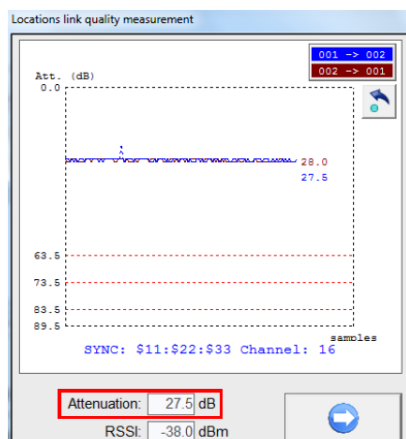 Locations link quality measurement
001 -> 002
002 -> 001
Att. (dB)
0.0
28.0
27.5
63.5
73.5
83.5
89.5
samples
SYNC: $11:$22:$33 Channel: 16
Attenuation: 27.5 dB
RSSI: -38.0 dBm